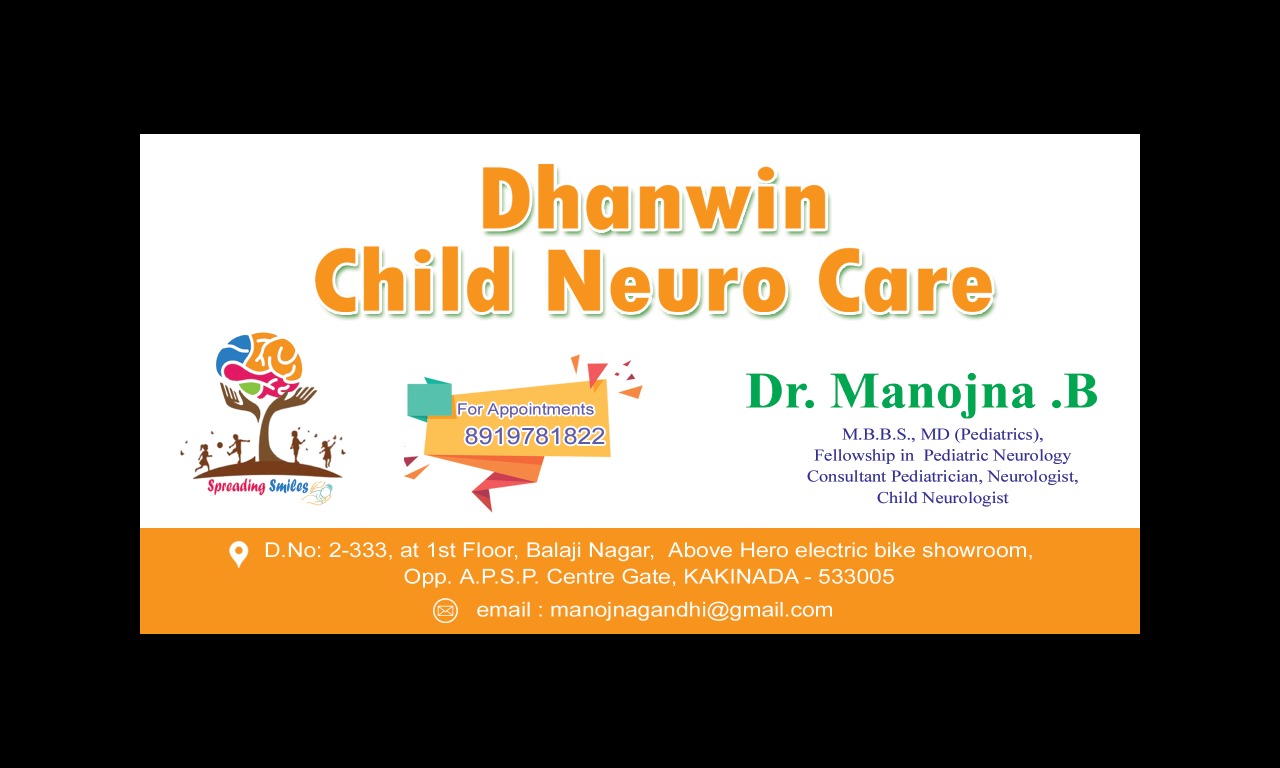 Dhanwin
Child Neuro Care
Spreading Smiles
For Appointments
8919781822
Dr. Manojna .B
M.B.B.S., MD (Pediatrics),
Fellowship in Pediatric Neurology
Consultant Pediatrician, Neurologist,
Child Neurologist
D.No: 2-333, at 1st Floor, Balaji Nagar, Above Hero electric bike showroom,
Opp. A.P.S.P. Centre Gate, KAKINADA - 533005
email : manojnagandhi@gmail.com